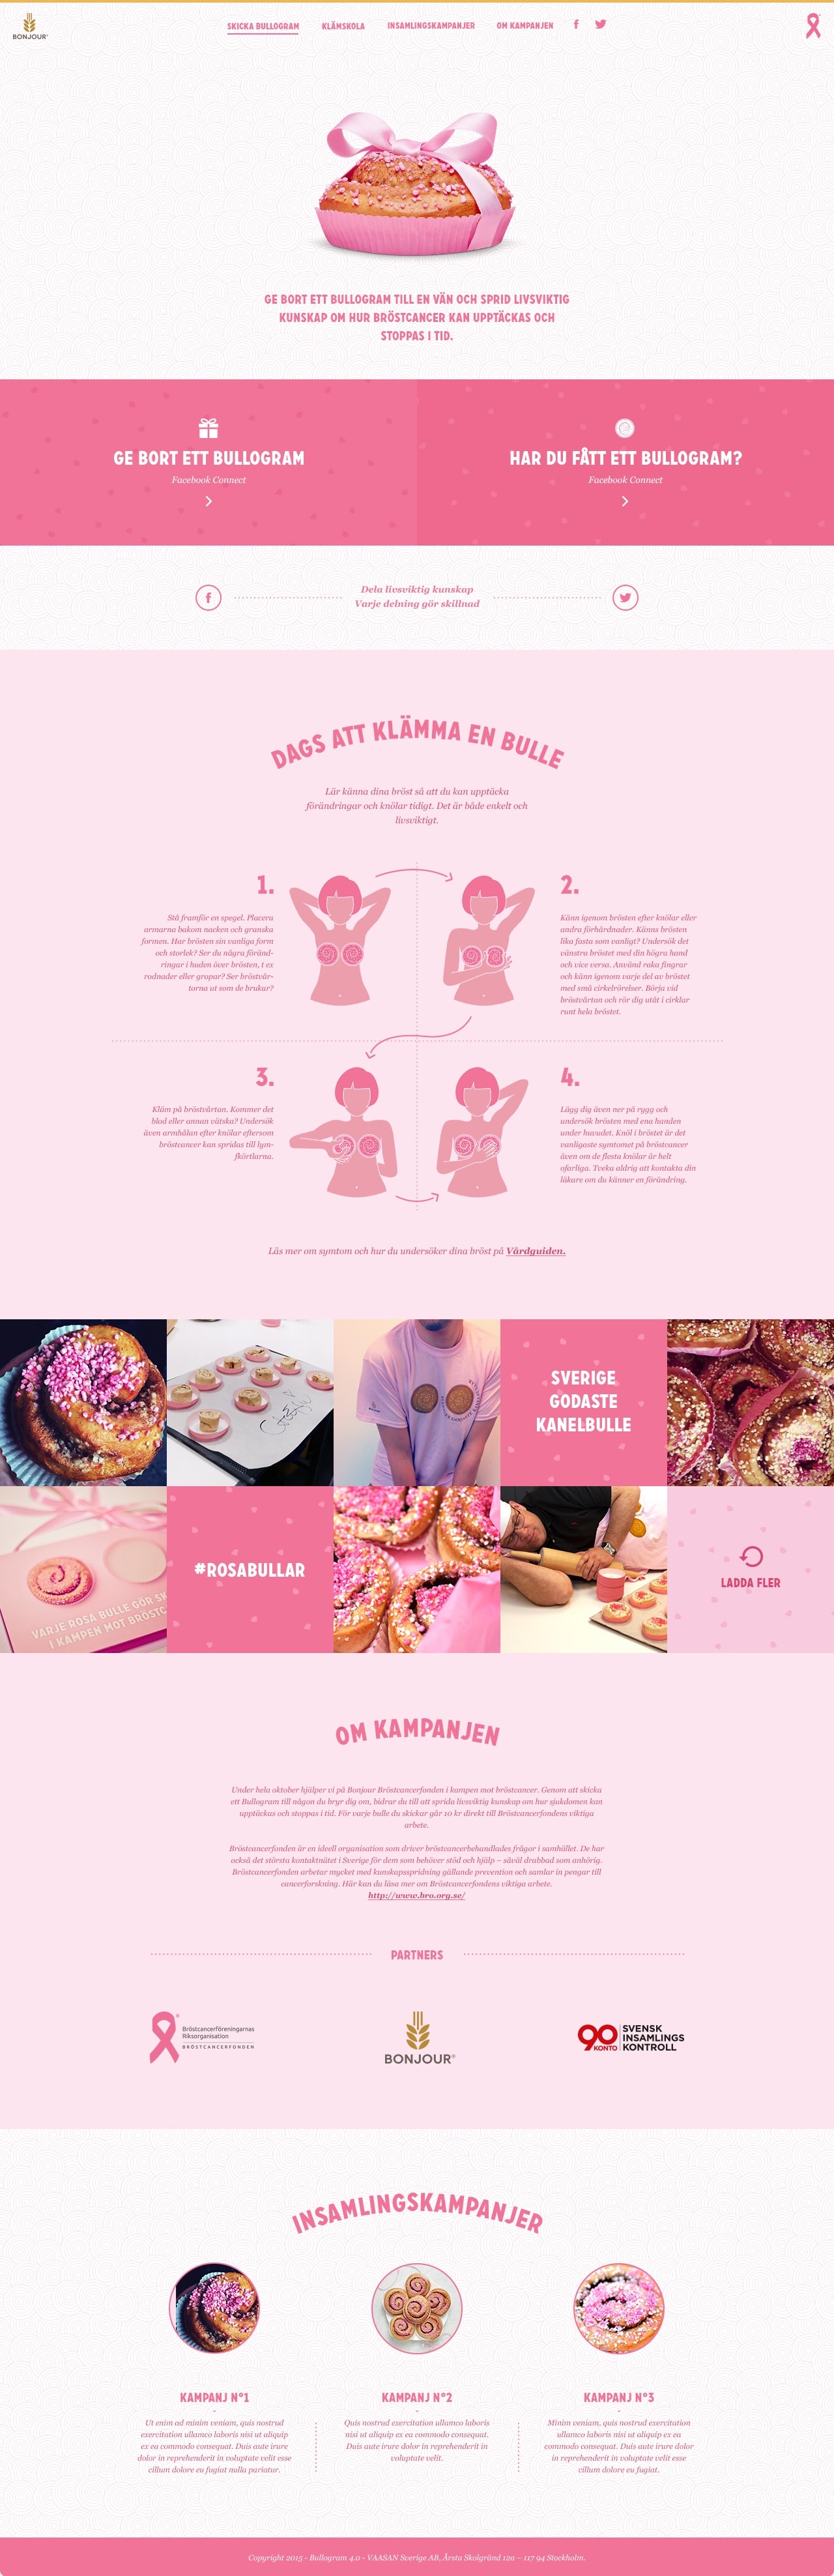 BONJOUR®
SKICKA BULLOGRAM
KLÄMSKOLA
INSAMLINGSKAMPANJER
OM KAMPANJEN
GE BORT ETT BULLOGRAM TILL EN VÄN OCH SPRID LIVSVIKTIG
KUNSKAP OM HUR BRÖSTCANCER KAN UPPTÄCKAS OCH
STOPPAS I TID.
GE BORT ETT BULLOGRAM
Facebook Connect
HAR DU FÅTT ETT BULLOGRAM?
Facebook Connect
Dela livsviktig kunskap
Varje delning gör skillnad
DAGS ATT KLÄMMA EN BULLE
Lär känna dina bröst så att du kan upptäcka
förändringar och knölar tidigt. Det är både enkelt och
livsviktigt.
1.
Stå framför en spegel. Placera
armarna bakom nacken och granska
formen. Har brösten sin vanliga form
och storlek? Ser du några föränd-
ringar i huden över brösten, t ex
rodnader eller gropar? Ser bröstvår-
torna ut som de brukar?
2.
Känn igenom brösten efter knölar eller
andra förhårdnader. Känns brösten
lika fasta som vanligt? Undersök det
vänstra bröstet med din högra hand
och vice versa. Använd raka fingrar
och känn igenom varje del av bröstet
med små cirkelrörelser. Börja vid
bröstvårtan och rör dig utåt i cirklar
runt hela bröstet.
3.
Kläm på bröstvårtan. Kommer det
blod eller annan vätska? Undersök
även armhålan efter knölar eftersom
bröstcancer kan spridas till lym-
fkörtlarna.
4.
Lägg dig även ner på rygg och
undersök brösten med ena handen
under huvudet. Knöl i bröstet är det
vanligaste symtomet på bröstcancer
även om de flesta knölar är helt
ofarliga. Tveka aldrig att kontakta din
läkare om du känner en förändring.
Läs mer om symtom och hur du undersöker dina bröst på Vårdguiden.
SVERIGE
GODASTE
KANELBULLE
VARJE ROSA BULLE GÖR
I KAMPEN MOT
#ROSABULLAR
LADDA FLER
OM KAMPANJEN
Under hela oktober hjälper vi på Bonjour Bröstcancerfonden i kampen mot bröstcancer. Genom att skicka
ett Bullogram till någon du bryr dig om, bidrar du till att sprida livsviktig kunskap om hur sjukdomen kan
upptäckas och stoppas i tid. För varje bulle du skickar går 10 kr direkt till Bröstcancerfondens viktiga
arbete.
Bröstcancerfonden är en ideell organisation som driver bröstcancerbehandlades frågor i samhället. De har
också det största kontaktnätet i Sverige för dem som behöver stöd och hjälp – såväl drabbad som anhörig.
Bröstcancerfonden arbetar mycket med kunskapsspridning gällande prevention och samlar in pengar till
cancerforskning. Här kan du läsa mer om Bröstcancerfondens viktiga arbete.
http://www.bro.org.se/
PARTNERS
Bröstcancerföreningarnas
Riksorganisation
BRÖSTCANCERFONDEN
BONJOUR®
90
KONTO
SVENSK
INSAMLINGS
KONTROLL
INSAMLINGSKAMPANJER
KAMPANJ N°1
-
Ut enim ad minim veniam, quis nostrud
exercitation ullamco laboris nisi ut aliquip
ex ea commodo consequat. Duis aute irure
dolor in reprehenderit in voluptate velit esse
cillum dolore eu fugiat nulla pariatur.
KAMPANJ N°2
-
Quis nostrud exercitation ullamco laboris
nisi ut aliquip ex ea commodo consequat.
Duis aute irure dolor in reprehenderit in
voluptate velit.
KAMPANJ N°3
-
Minim veniam, quis nostrud exercitation
ullamco laboris nisi ut aliquip ex ea
commodo consequat. Duis aute irure dolor
in reprehenderit in voluptate velit esse
cillum dolore eu fugiat.
Copyright 2015 - Bullogram 4.0 - VAASAN Sverige AB, Årsta Skolgränd 12a – 117 94 Stockholm.